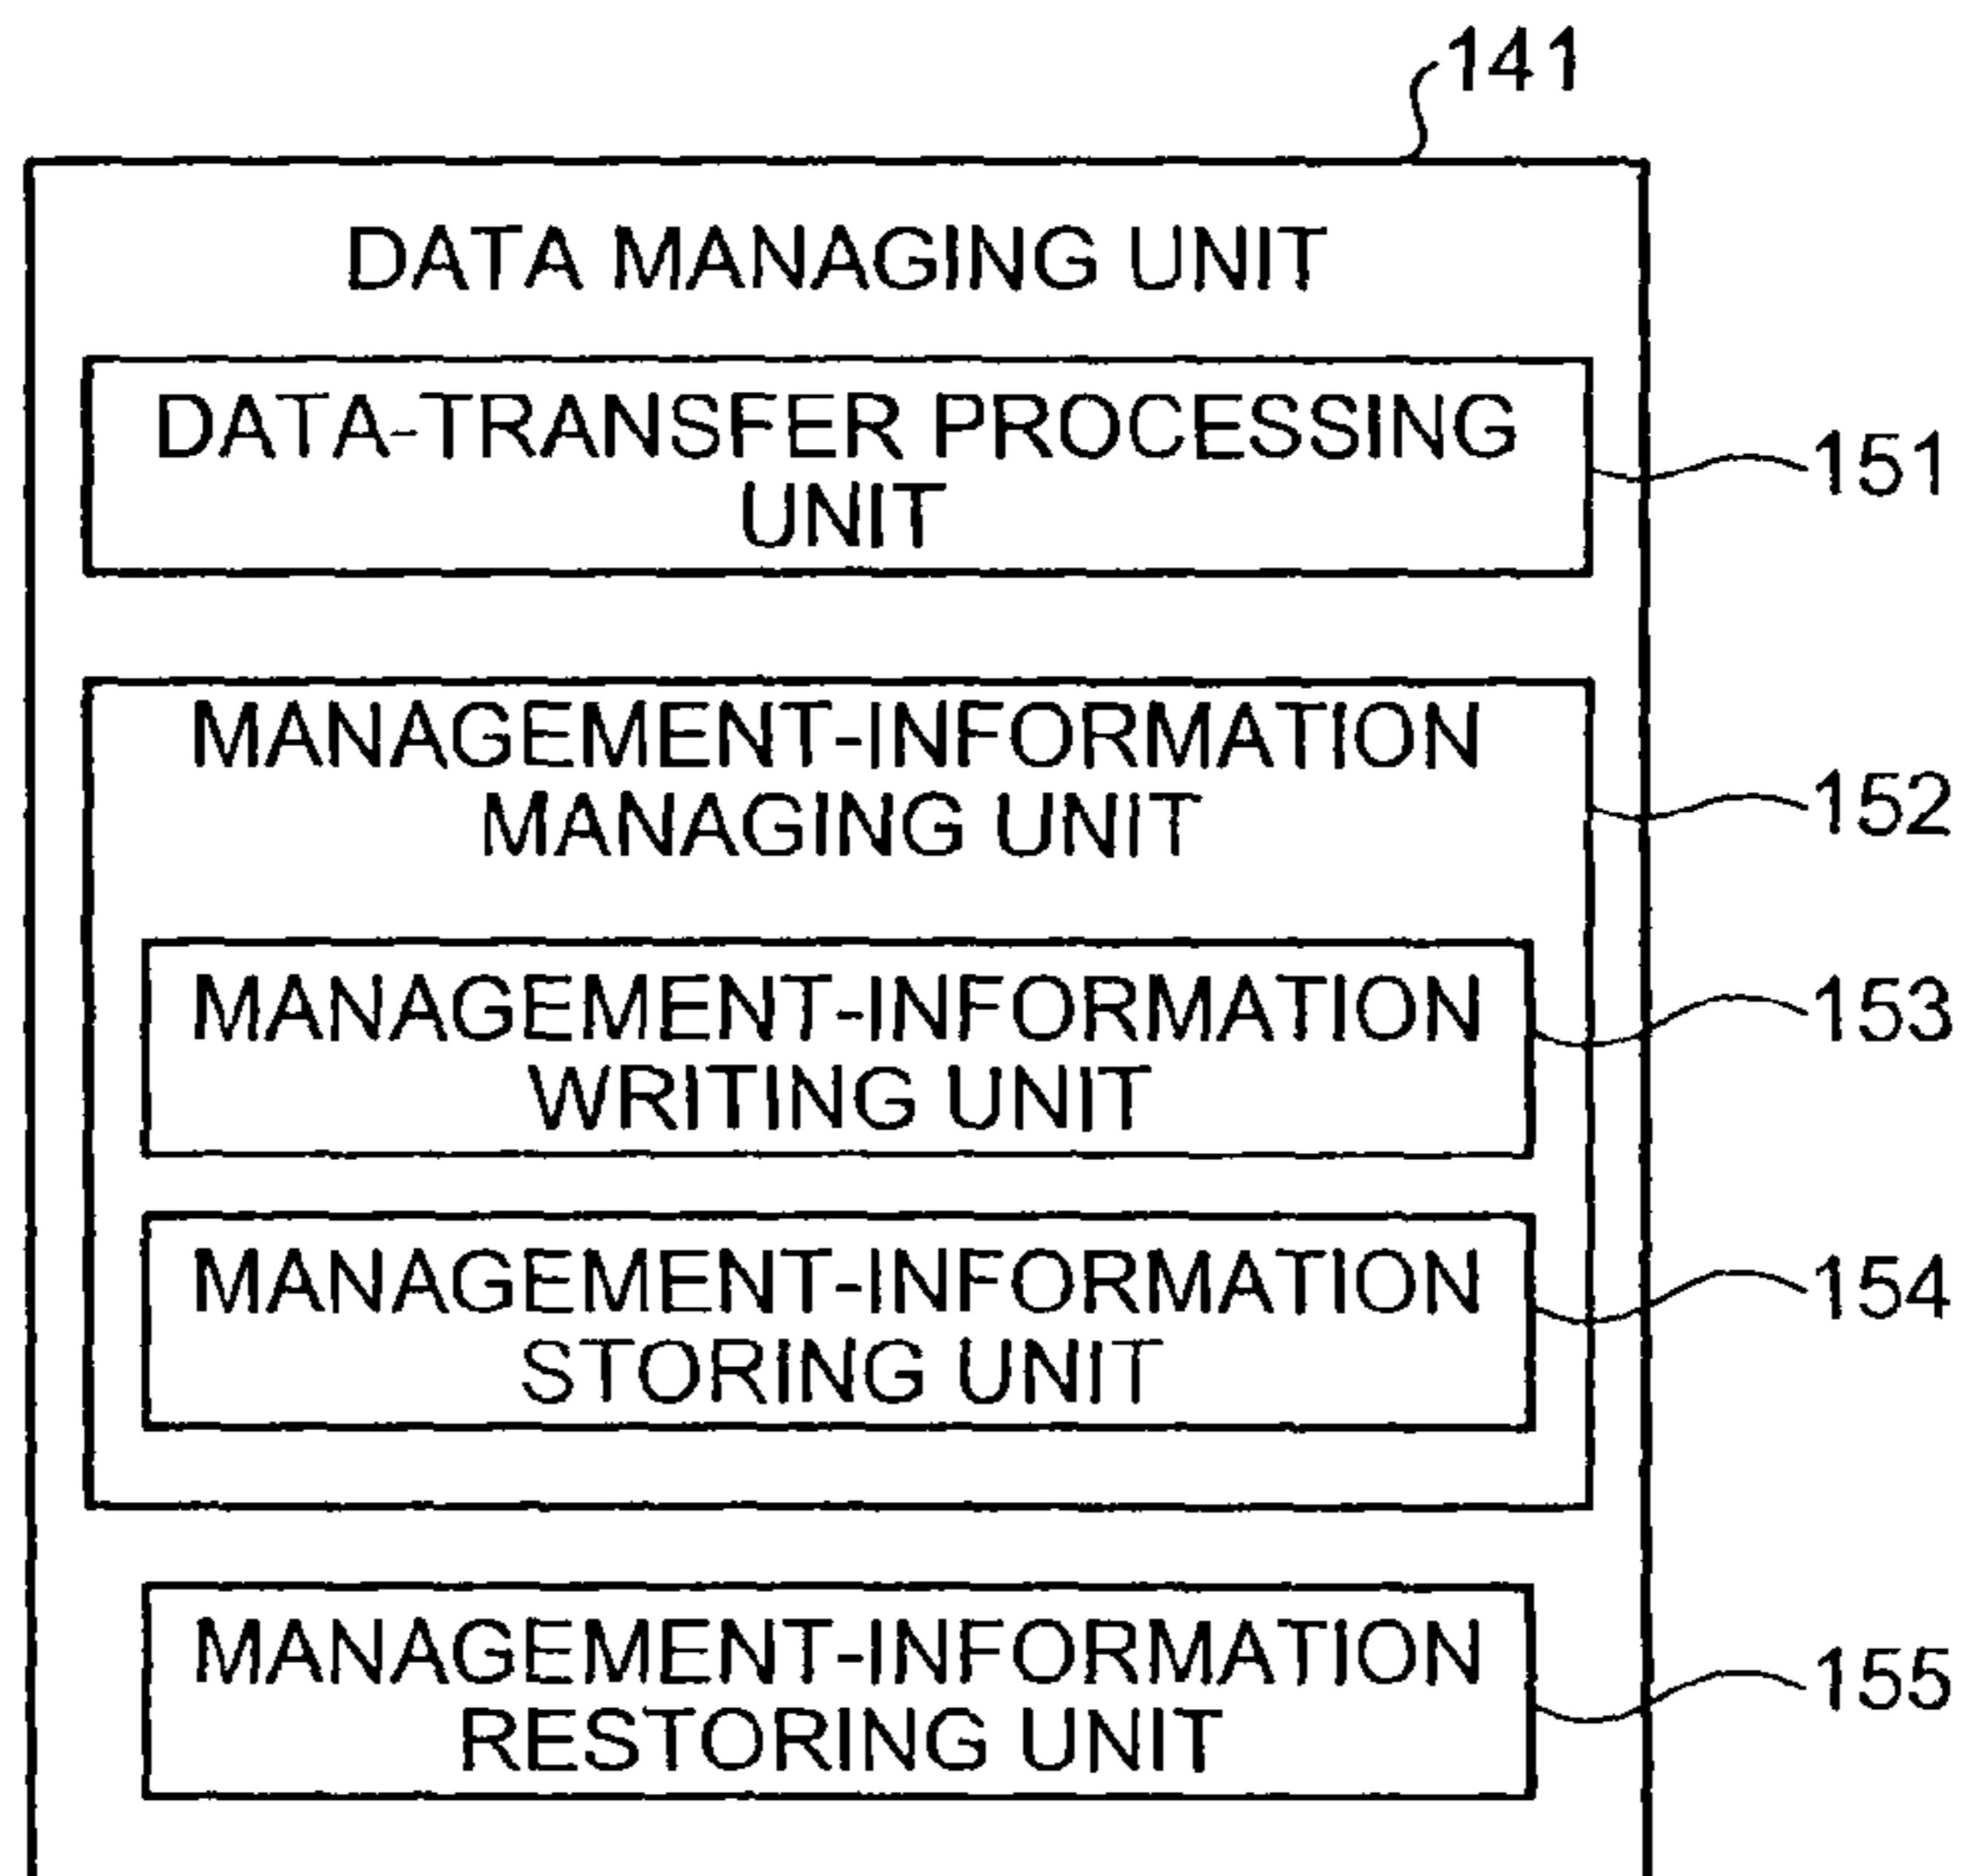 141
DATA MANAGING UNIT
DATA-TRANSFER PROCESSING
UNIT
151
MANAGEMENT-INFORMATION
MANAGING UNIT
152
MANAGEMENT-INFORMATION
WRITING UNIT
153
MANAGEMENT-INFORMATION
STORING UNIT
154
MANAGEMENT-INFORMATION
RESTORING UNIT
155